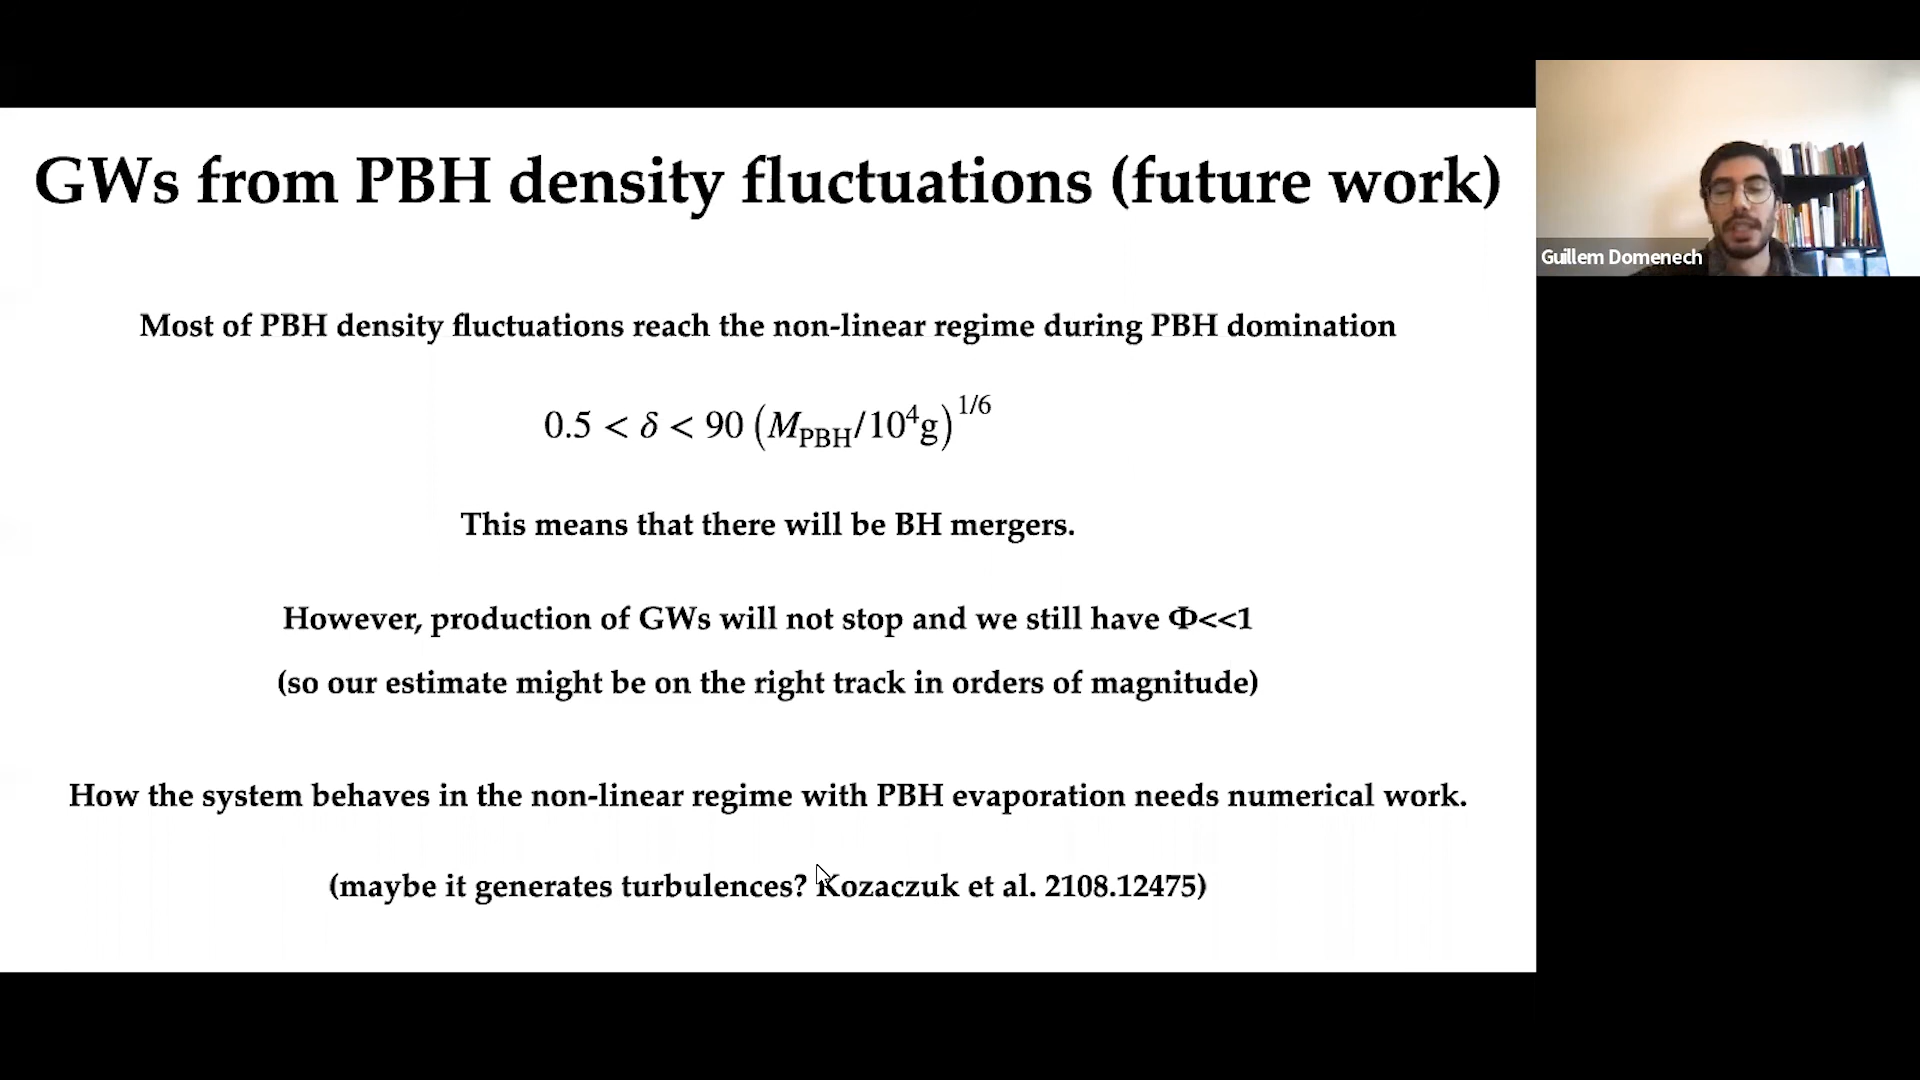 GWs from PBH density fluctuations (future work)
Guillem Domenech
Most of PBH density fluctuations reach the non-linear regime during PBH domination
0.5 < δ < 90 (M_PBH/10^4 g)^1/6
This means that there will be BH mergers.
However, production of GWs will not stop and we still have Φ<<1
(so our estimate might be on the right track in orders of magnitude)
How the system behaves in the non-linear regime with PBH evaporation needs numerical work.
(maybe it generates turbulences? Kozaczuk et al. 2108.12475)